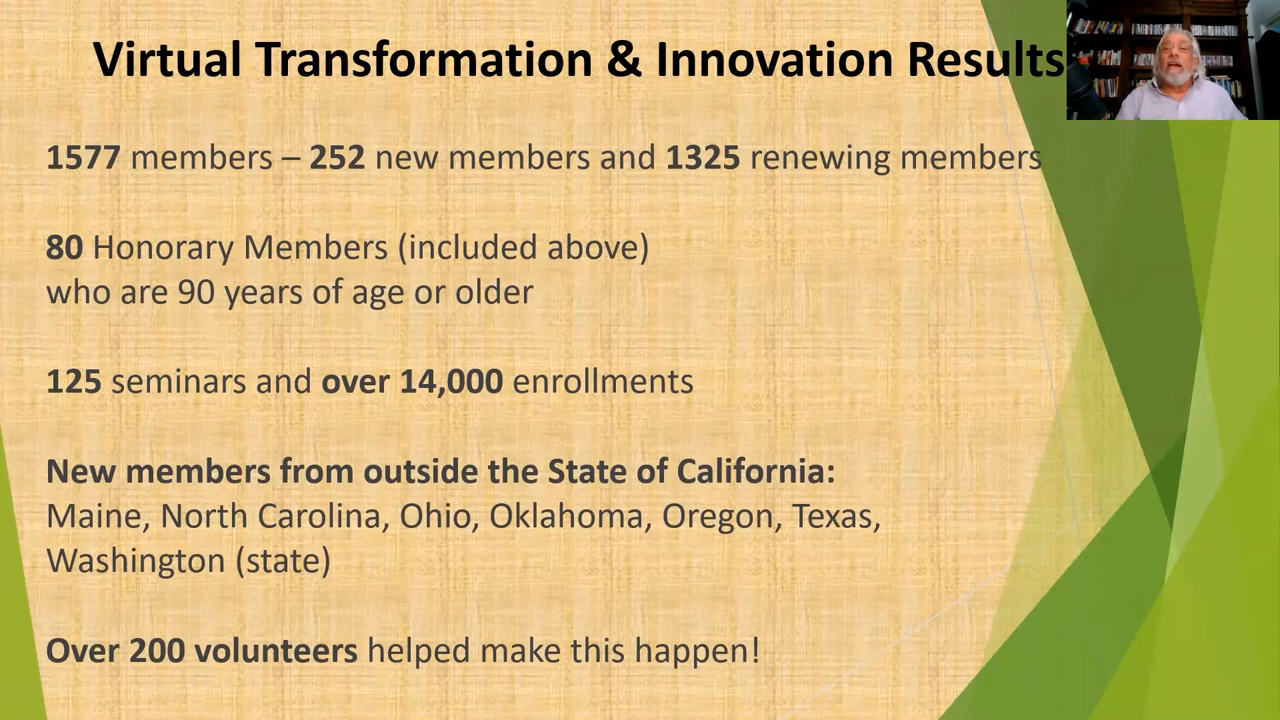 Virtual Transformation & Innovation Results
1577 members – 252 new members and 1325 renewing members
80 Honorary Members (included above)
who are 90 years of age or older
125 seminars and over 14,000 enrollments
New members from outside the State of California:
Maine, North Carolina, Ohio, Oklahoma, Oregon, Texas,
Washington (state)
Over 200 volunteers helped make this happen!